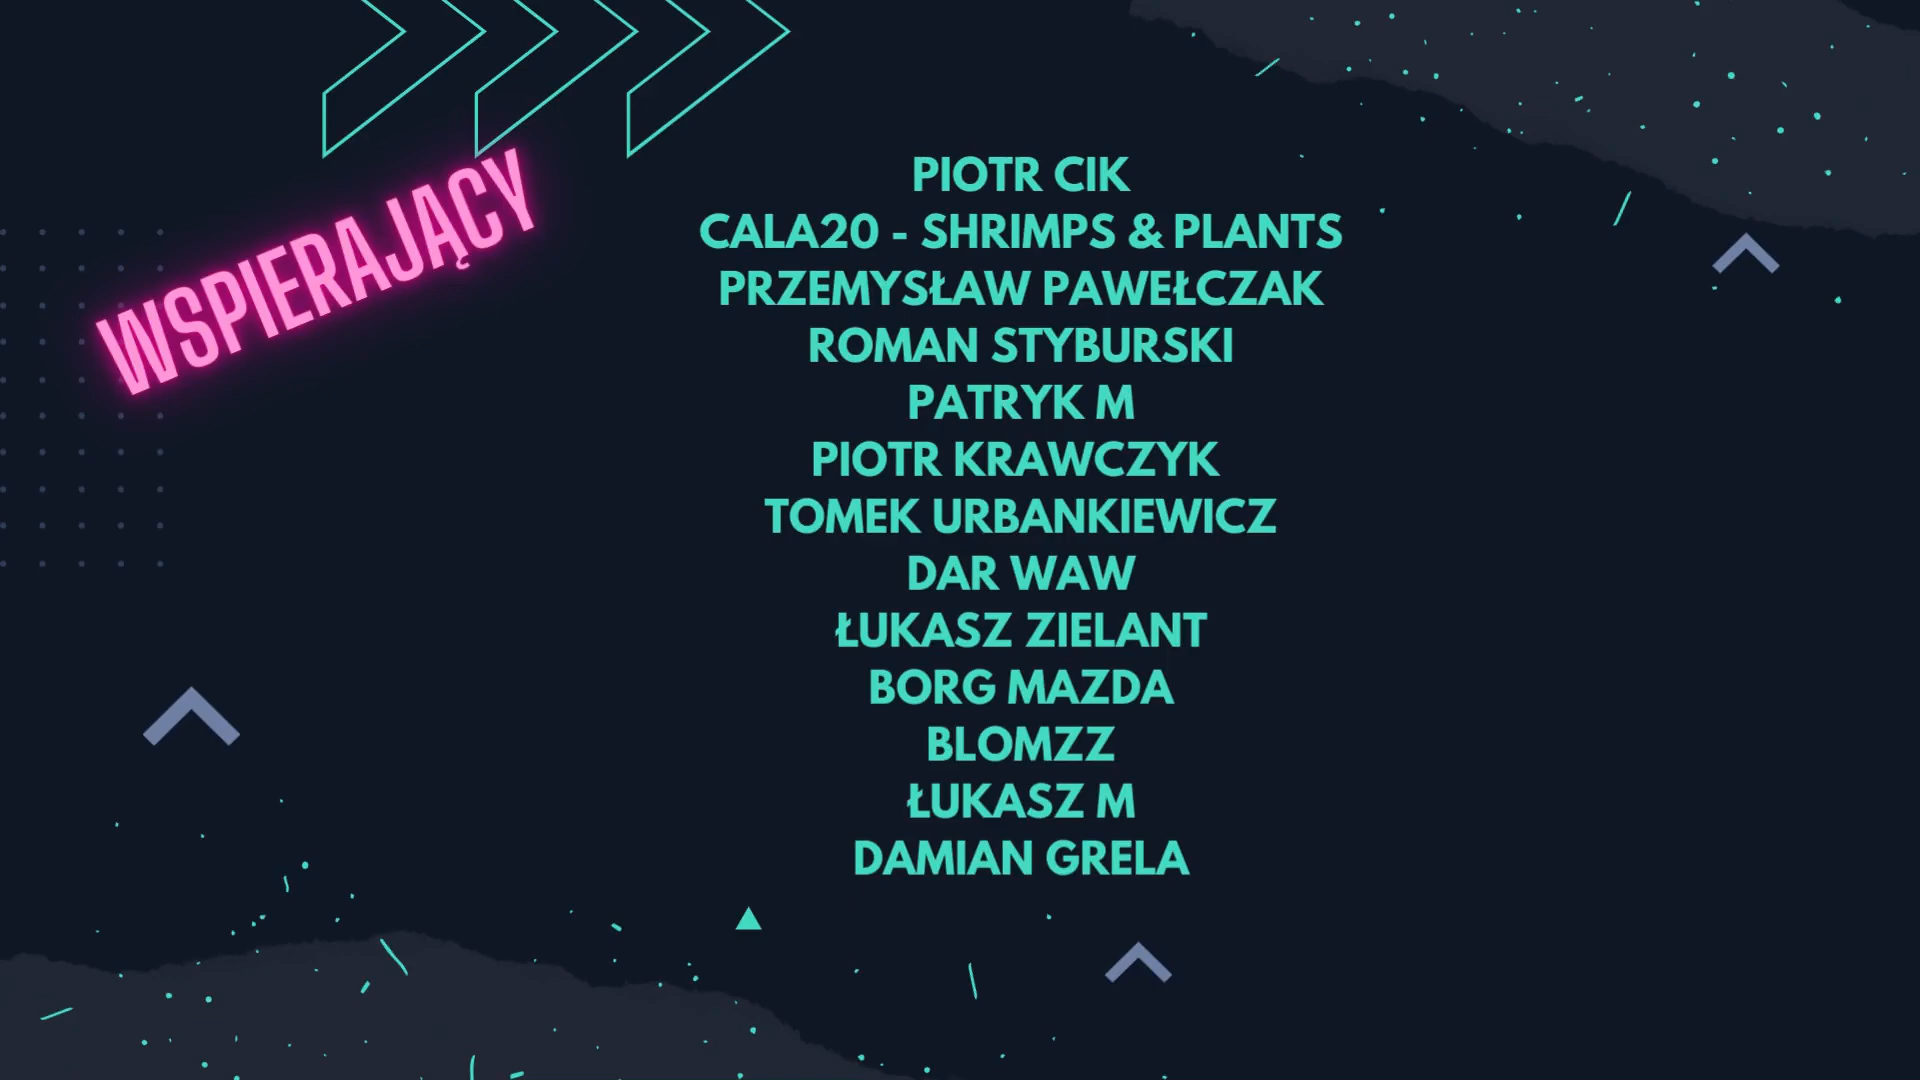 WSPIERAJĄCY
PIOTR CIK
CALA20 - SHRIMPS & PLANTS
PRZEMYSŁAW PAWEŁCZAK
ROMAN STYBURSKI
PATRYK M
PIOTR KRAWCZYK
TOMEK URBANKIEWICZ
DAR WAW
ŁUKASZ ZIELANT
BORG MAZDA
BLOMZZ
ŁUKASZ M
DAMIAN GRELA